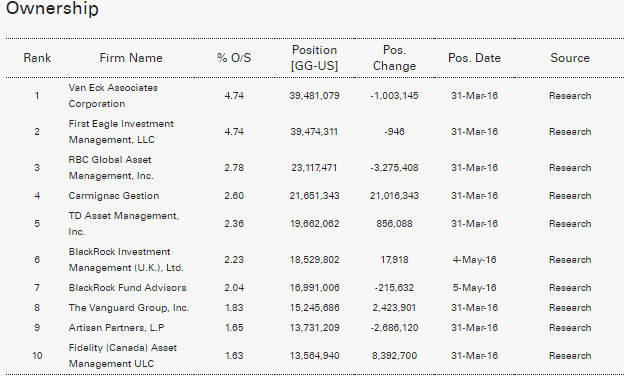 Ownership
Rank Firm Name % O/S Position [GG-US] Pos. Change Pos. Date Source
1 Van Eck Associates Corporation 4.74 39,481,079 -1,003,145 31-Mar-16 Research
2 First Eagle Investment Management, LLC 4.74 39,474,311 -946 31-Mar-16 Research
3 RBC Global Asset Management, Inc. 2.78 23,117,471 -3,275,408 31-Mar-16 Research
4 Carmignac Gestion 2.60 21,651,343 21,016,343 31-Mar-16 Research
5 TD Asset Management, Inc. 2.36 19,662,062 856,088 31-Mar-16 Research
6 BlackRock Investment Management (U.K.), Ltd. 2.23 18,529,802 17,918 4-May-16 Research
7 BlackRock Fund Advisors 2.04 16,991,006 -215,632 5-May-16 Research
8 The Vanguard Group, Inc. 1.83 15,245,686 2,423,901 31-Mar-16 Research
9 Artisan Partners, L.P 1.65 13,731,209 -2,686,120 31-Mar-16 Research
10 Fidelity (Canada) Asset Management ULC 1.63 13,564,940 8,392,700 31-Mar-16 Research